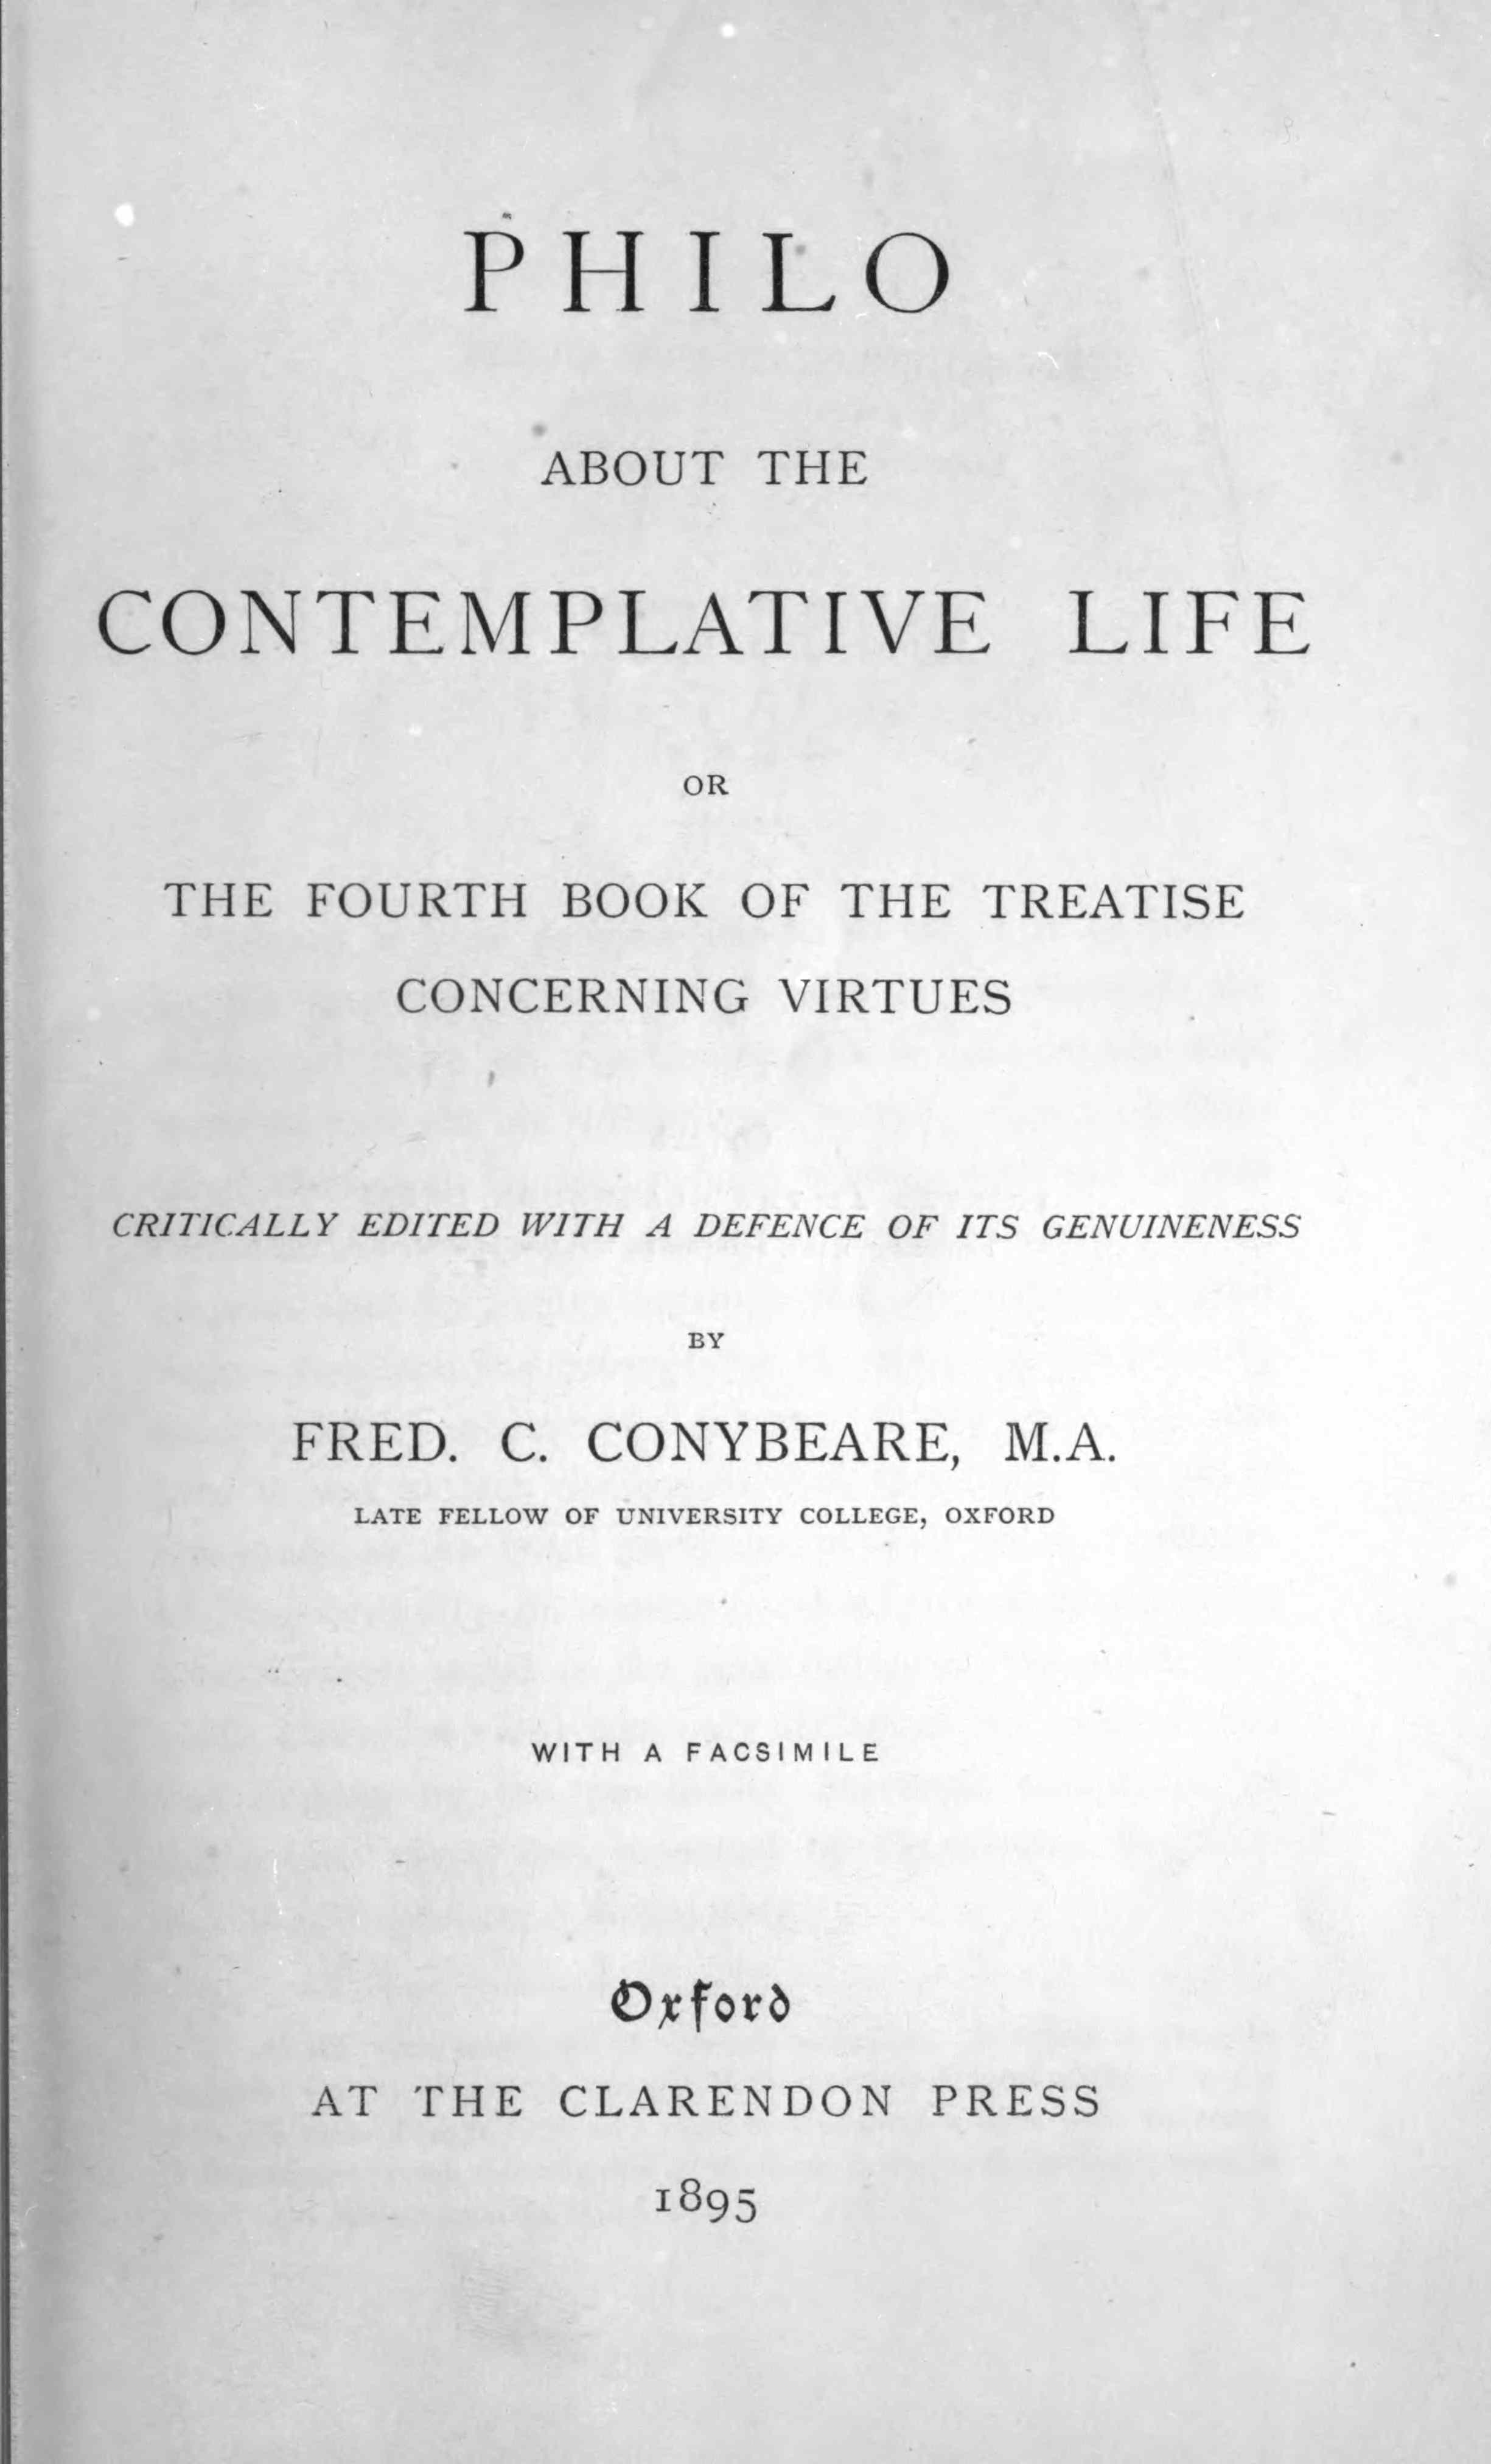 PHILO
ABOUT THE
CONTEMPLATIVE LIFE
OR
THE FOURTH BOOK OF THE TREATISE
CONCERNING VIRTUES
CRITICALLY EDITED WITH A DEFENCE OF ITS GENUINENESS
BY
FRED. C. CONYBEARE, M.A.
LATE FELLOW OF UNIVERSITY COLLEGE, OXFORD
WITH A FACSIMILE
Oxford
AT THE CLARENDON PRESS
1895